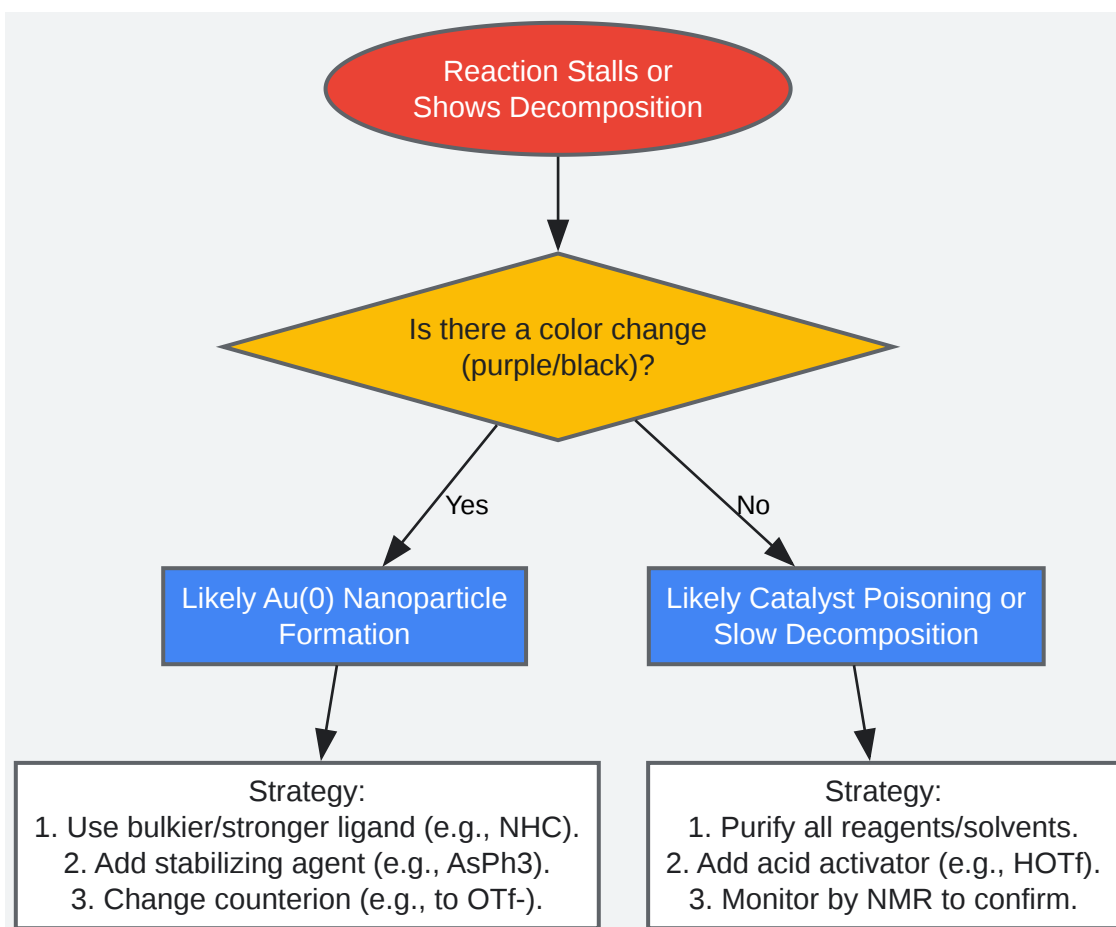 Reaction Stalls or
Shows Decomposition
Is there a color change
(purple/black)?
Yes
No
Likely Au(0) Nanoparticle
Formation
Likely Catalyst Poisoning or
Slow Decomposition
Strategy:
1. Use bulkier/stronger ligand (e.g., NHC).
2. Add stabilizing agent (e.g., AsPh3).
3. Change counterion (e.g., to OTf-).
Strategy:
1. Purify all reagents/solvents.
2. Add acid activator (e.g., HOTf).
3. Monitor by NMR to confirm.